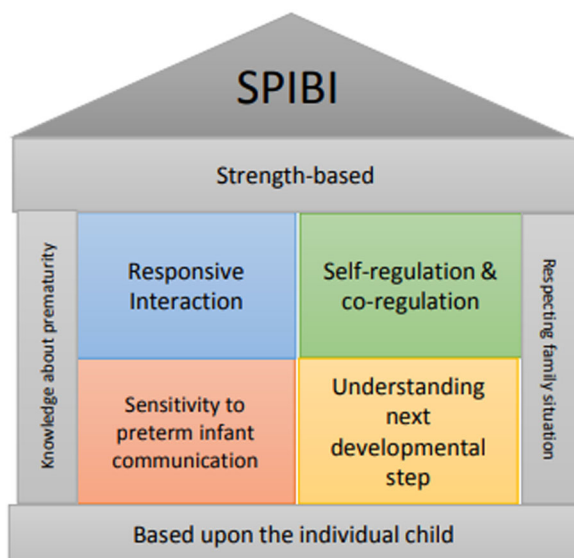 SPIBI
Strength-based
Knowledge about prematurity
Responsive
Interaction
Self-regulation &
co-regulation
Respecting family situation
Sensitivity to
preterm infant
communication
Understanding
next
developmental
step
Based upon the individual child